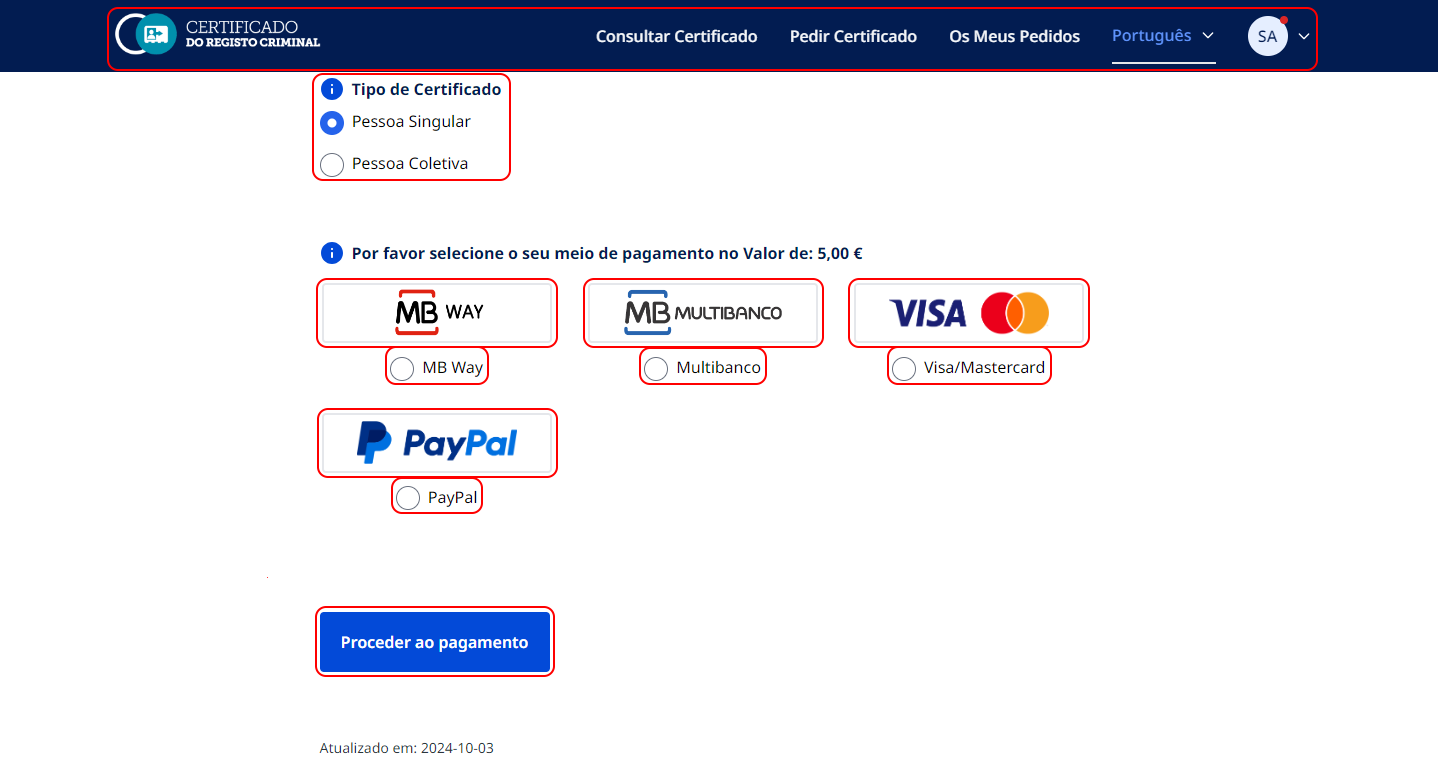 CERTIFICADO
DO REGISTO CRIMINAL
Consultar Certificado Pedir Certificado Os Meus Pedidos Português SA
Tipo de Certificado
Pessoa Singular
Pessoa Coletiva
Por favor selecione o seu meio de pagamento no Valor de: 5,00 €
MB WAY MB MULTIBANCO VISA
MB Way Multibanco Visa/Mastercard
PayPal
PayPal
Proceder ao pagamento
Atualizado em: 2024-10-03